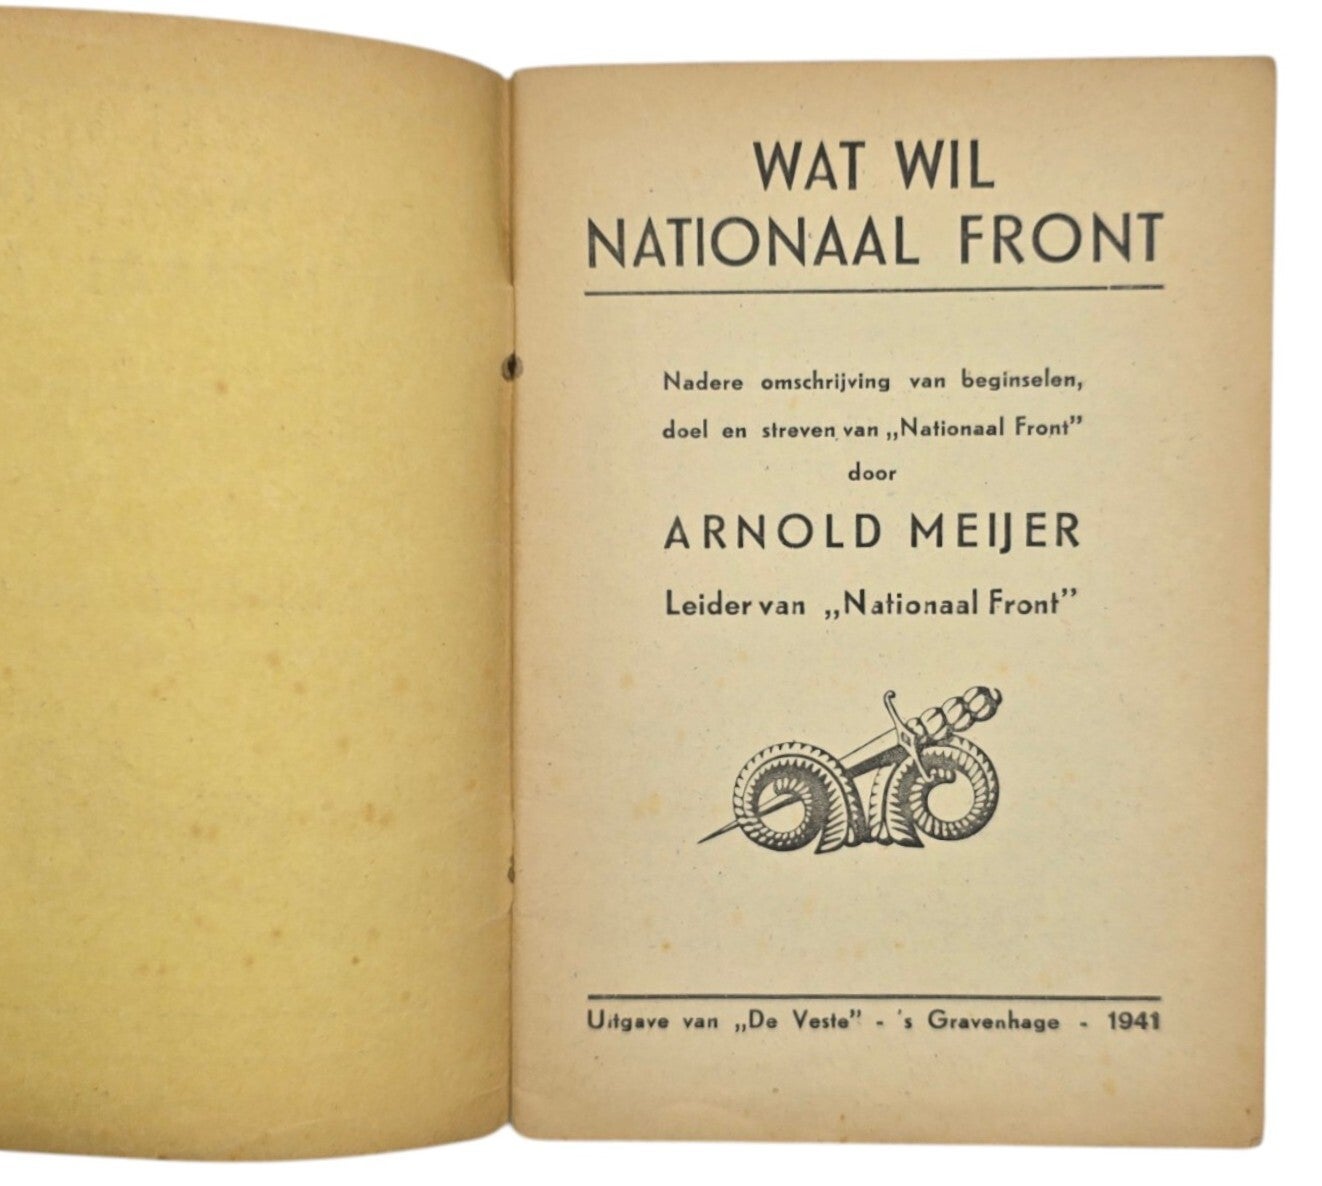 WAT WIL
NATIONAAL FRONT
Nadere omschrijving van beginselen,
doel en streven van „Nationaal Front”
door
ARNOLD MEIJER
Leider van „Nationaal Front”
Uitgave van „De Veste” - 's Gravenhage - 1941